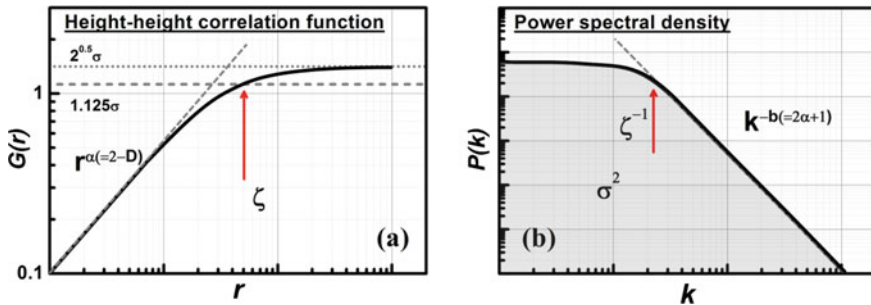 Height-height correlation function
2^0.5σ
1.125σ
1
0.1
G(r)
r^α(=2−D)
ζ
(a)
r
Power spectral density
P(k)
ζ^−1
k^−b(=2α+1)
σ^2
(b)
k